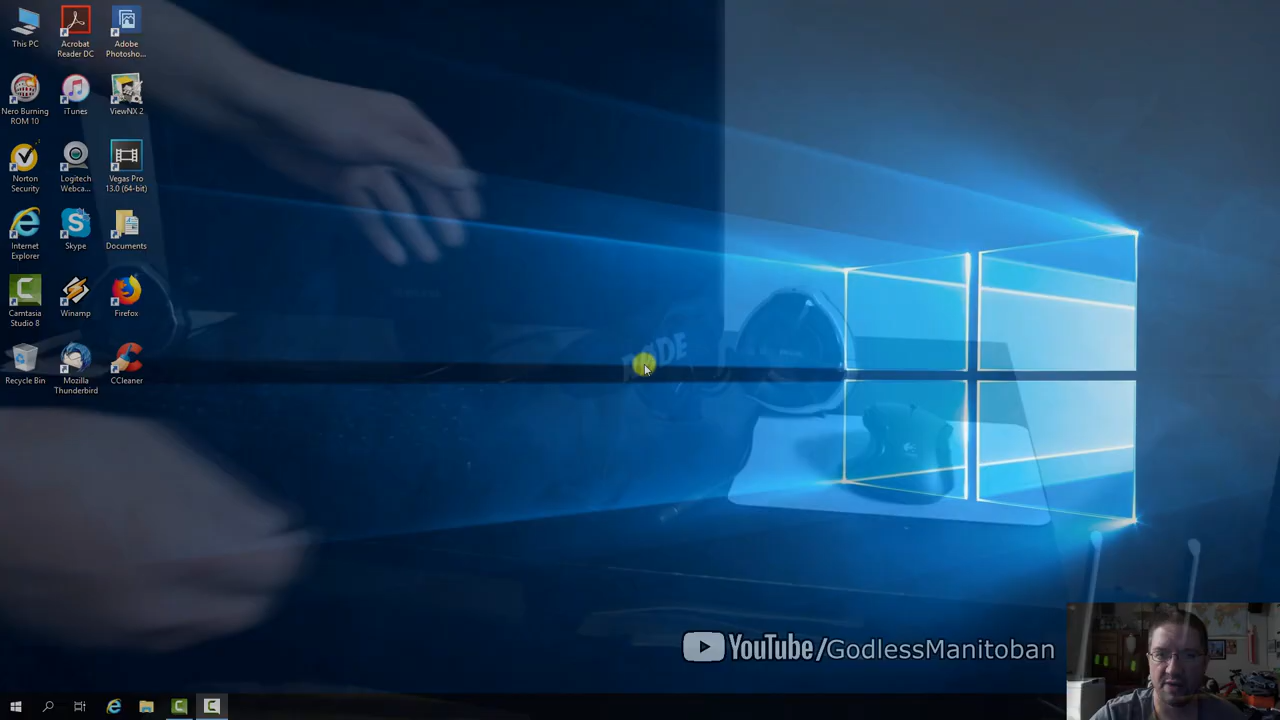 This PC
Acrobat
Reader DC
Adobe
Photosho...
Nero Burning
ROM 10
iTunes
ViewNX 2
Norton
Security
Logitech
Webca...
Vegas Pro
13.0 (64-bit)
Internet
Explorer
Skype
Documents
Camtasia
Studio 8
Winamp
Firefox
Recycle Bin
Mozilla
Thunderbird
CCleaner
YouTube/GodlessManitoban